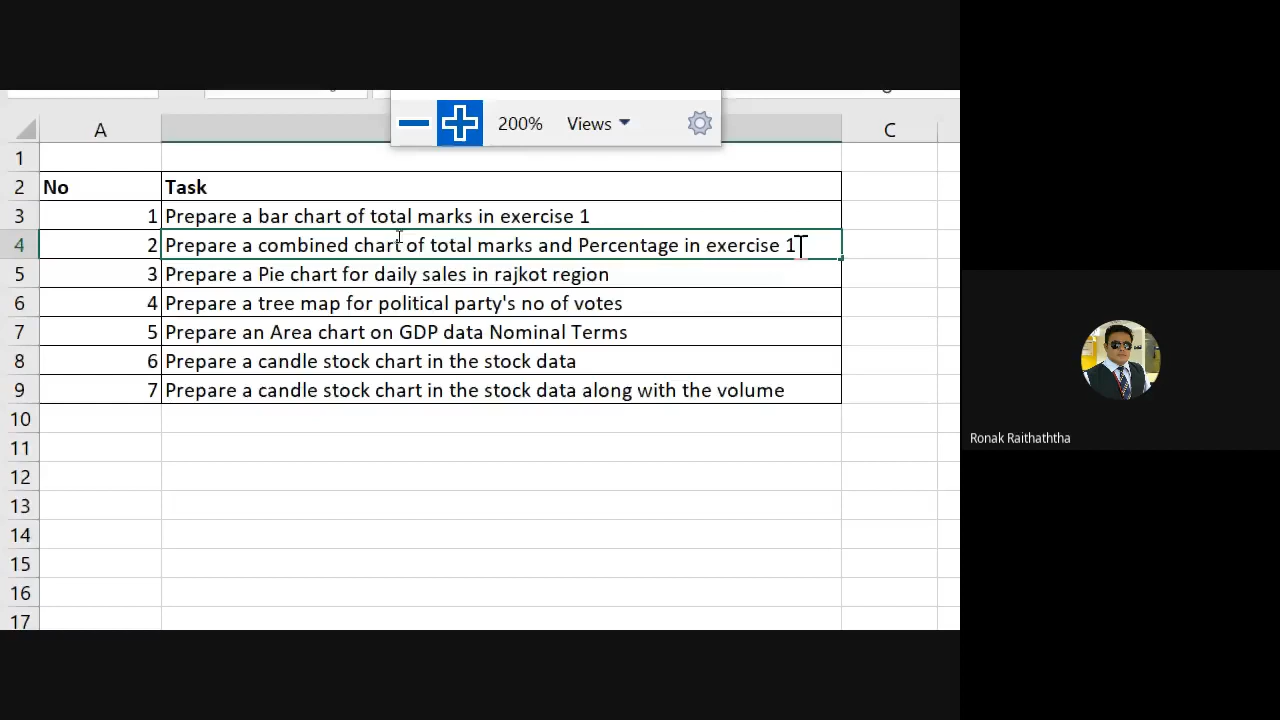 200% Views
A C
1
2 No Task
3 1 Prepare a bar chart of total marks in exercise 1
4 2 Prepare a combined chart of total marks and Percentage in exercise 1
5 3 Prepare a Pie chart for daily sales in rajkot region
6 4 Prepare a tree map for political party's no of votes
7 5 Prepare an Area chart on GDP data Nominal Terms
8 6 Prepare a candle stock chart in the stock data
9 7 Prepare a candle stock chart in the stock data along with the volume
10
11
12
13
14
15
16
17
Ronak Raithaththa